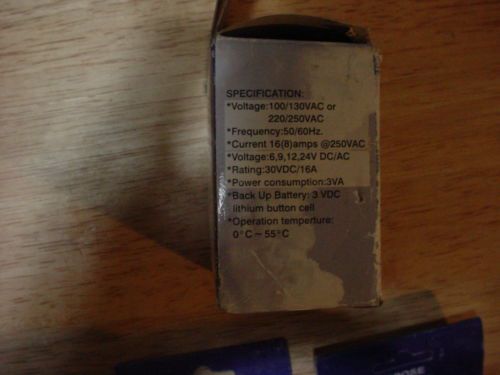 SPECIFICATION:
*Voltage:100/130VAC or
220/250VAC
*Frequency:50/60Hz.
*Current 16(8)amps @250VAC
*Voltage:6,9,12,24V DC/AC
*Rating:30VDC/16A
*Power consumption:3VA
*Back Up Battery: 3 VDC
lithium button cell
*Operation temperture:
0°C ~ 55°C